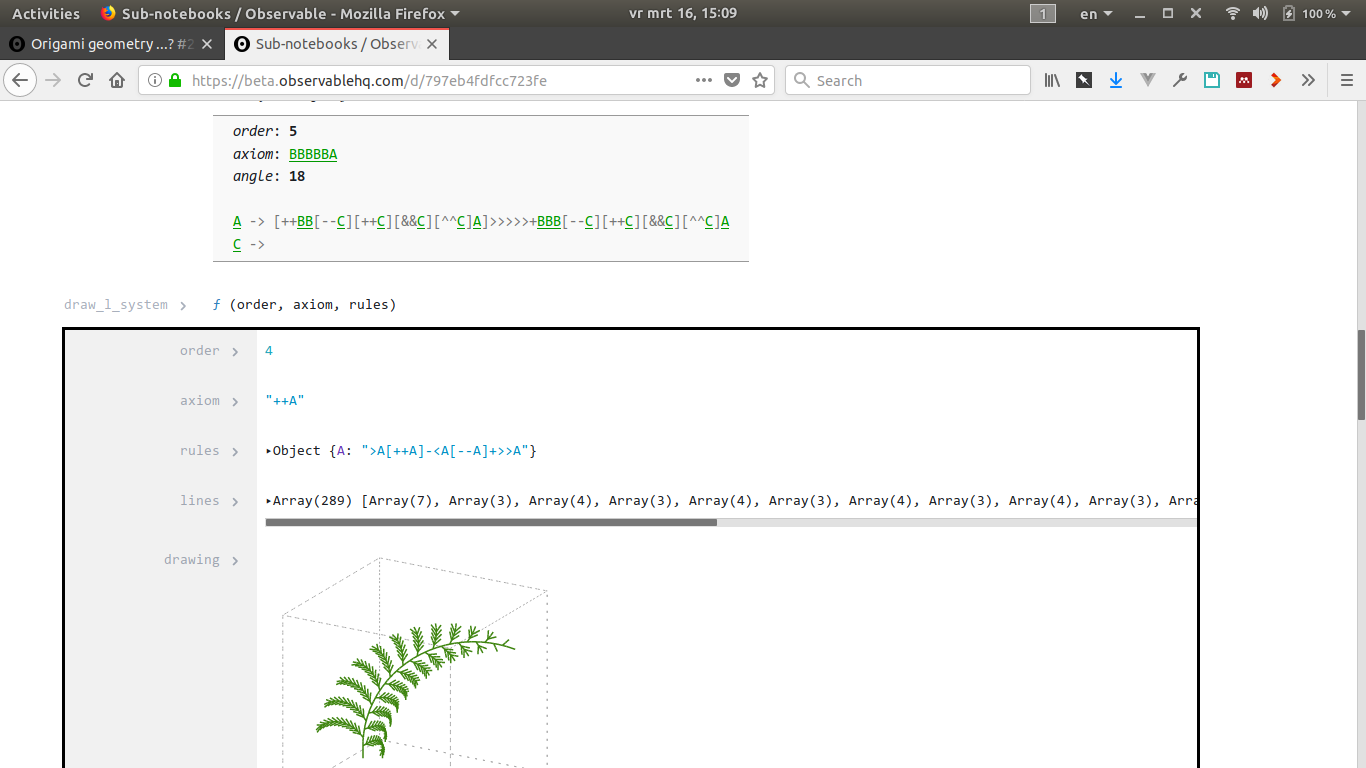 Activities Sub-notebooks / Observable - Mozilla Firefox vr mrt 16, 15:09 1 en 100 %
Origami geometry ...? #2 Sub-notebooks / Observ
https://beta.observablehq.com/d/797eb4fdfcc723fe Search
order: 5
axiom: BBBBBA
angle: 18
A -> [++BB[--C][++C][&&C][^^C]A]>>>>>+BBB[--C][++C][&&C][^^C]A
C ->
draw_l_system f (order, axiom, rules)
order 4
axiom "++A"
rules Object {A: ">A[++A]-<A[--A]+>>A"}
lines Array(289) [Array(7), Array(3), Array(4), Array(3), Array(4), Array(3), Array(4), Array(3), Array(4), Array(3), Arra
drawing